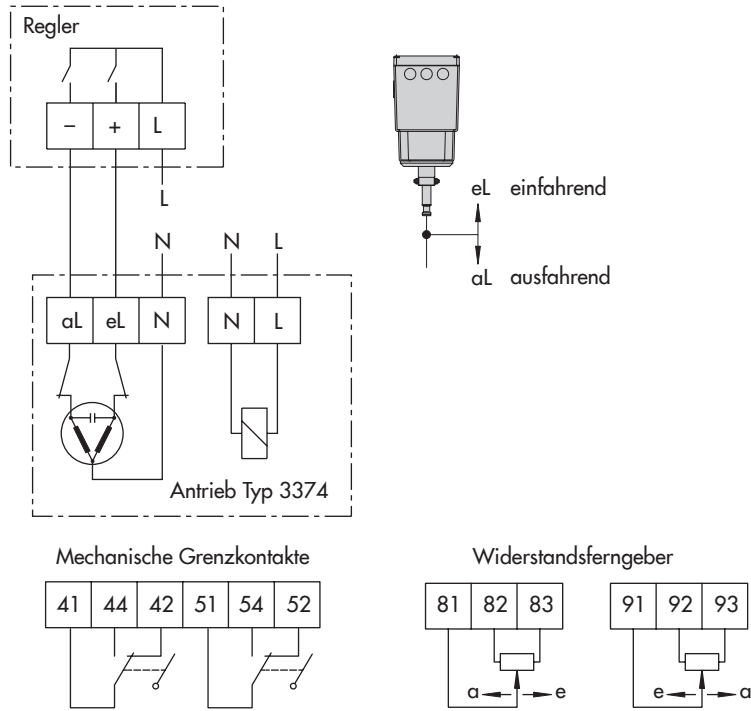 Regler
– + L
L
N N L
eL einfahrend
aL ausfahrend
aL eL N N L
Antrieb Typ 3374
Mechanische Grenzkontakte
41 44 42 51 54 52
Widerstandsferngeber
81 82 83 91 92 93
a e e a